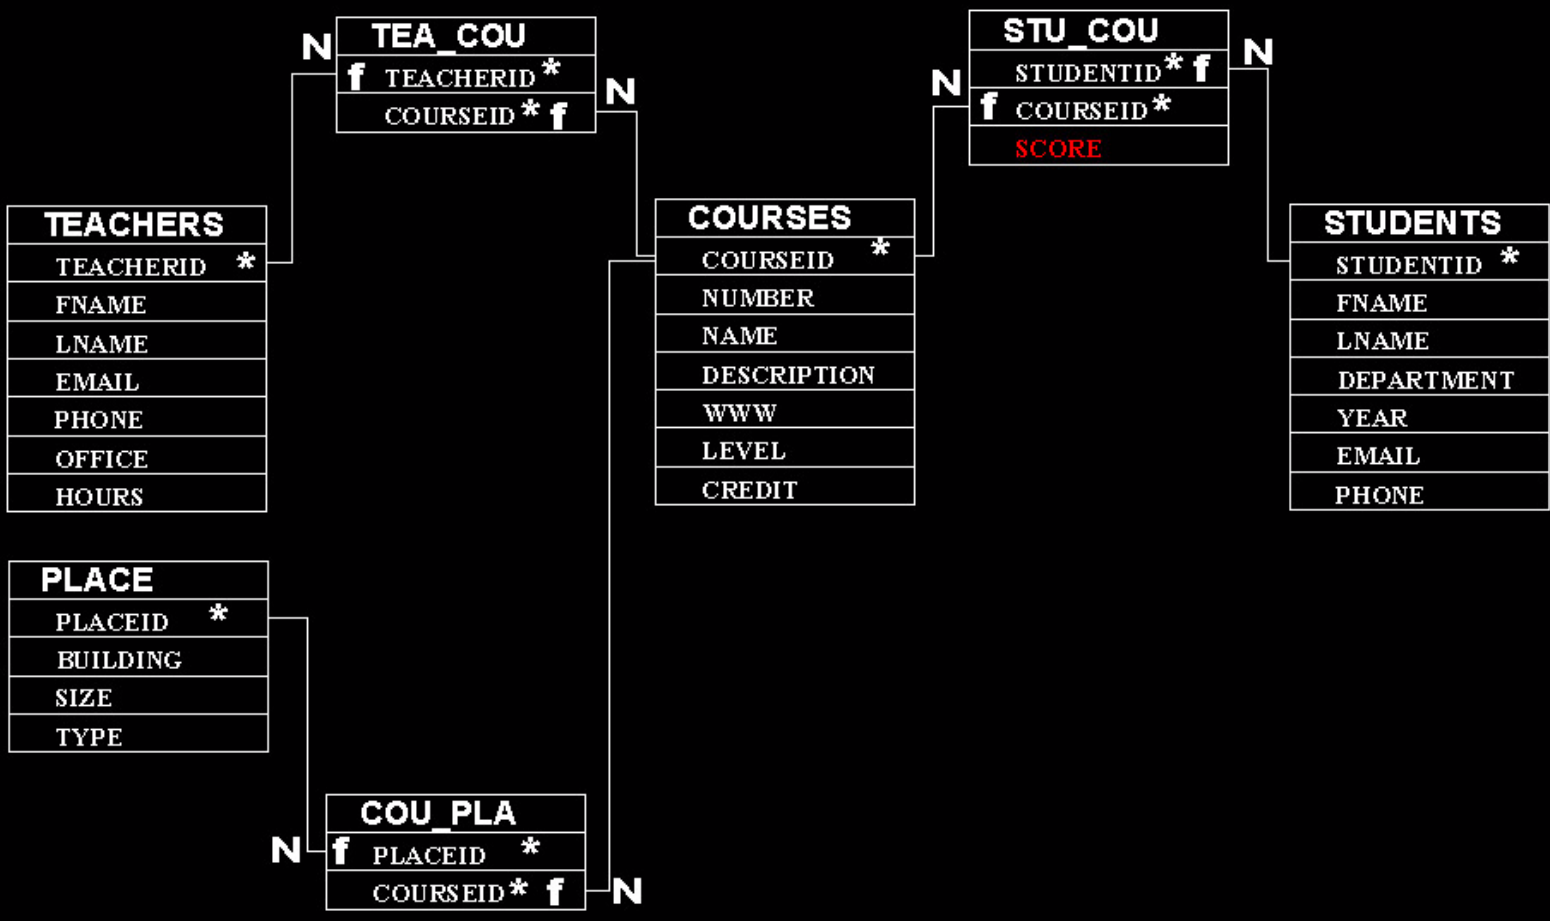 TEA_COU
N
f TEACHERID *
COURSEID * f
N
STU_COU
STUDENTID * f
N
N
f COURSEID *
SCORE
TEACHERS
TEACHERID *
FNAME
LNAME
EMAIL
PHONE
OFFICE
HOURS
COURSES
COURSEID *
NUMBER
NAME
DESCRIPTION
WWW
LEVEL
CREDIT
STUDENTS
STUDENTID *
FNAME
LNAME
DEPARTMENT
YEAR
EMAIL
PHONE
PLACE
PLACEID *
BUILDING
SIZE
TYPE
COU_PLA
N
f PLACEID *
COURSEID * f
N